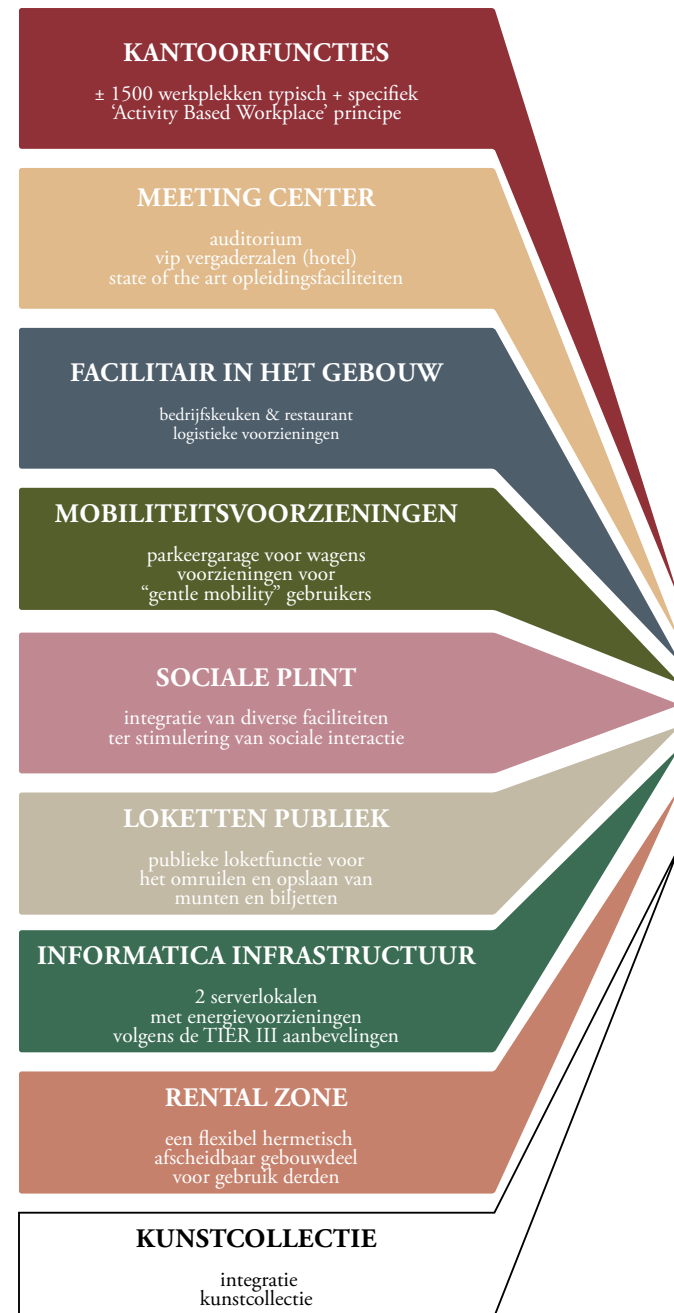 KANTOORFUNCTIES
± 1500 werkplekken typisch + specifiek
‘Activity Based Workplace’ principe
MEETING CENTER
auditorium
vip vergaderzalen (hotel)
state of the art opleidingsfaciliteiten
FACILITAIR IN HET GEBOUW
bedrijfskeuken & restaurant
logistieke voorzieningen
MOBILITEITSVOORZIENINGEN
parkeergarage voor wagens
voorzieningen voor
“gentle mobility” gebruikers
SOCIALE PLINT
integratie van diverse faciliteiten
ter stimulering van sociale interactie
LOKETTEN PUBLIEK
publieke loketfunctie voor
het omruilen en opslaan van
munten en biljetten
INFORMATICA INFRASTRUCTUUR
2 serverlokalen
met energievoorzieningen
volgens de TIER III aanbevelingen
RENTAL ZONE
een flexibel hermetisch
afscheidbaar gebouwdeel
voor gebruik derden
KUNSTCOLLECTIE
integratie
kunstcollectie